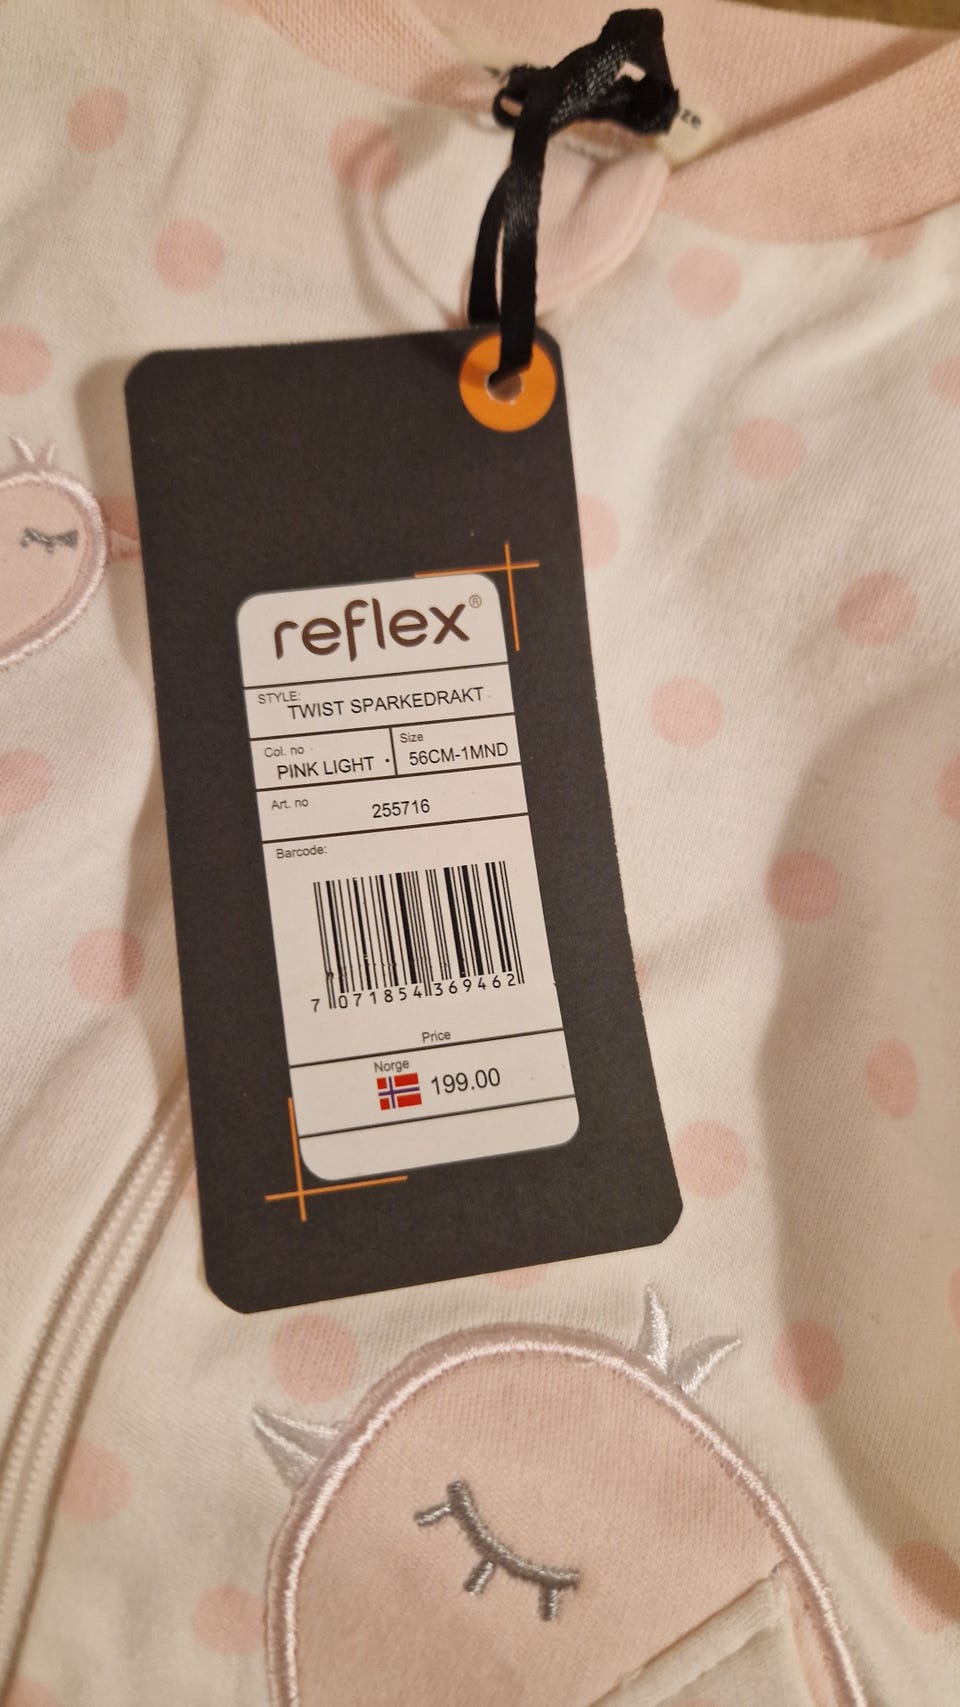 ze
reflex®
STYLE:
TWIST SPARKEDRAKT
Col. no
PINK LIGHT
Size
56CM-1MND
Art. no
255716
Barcode:
7 071854 369462
Price
Norge
199.00